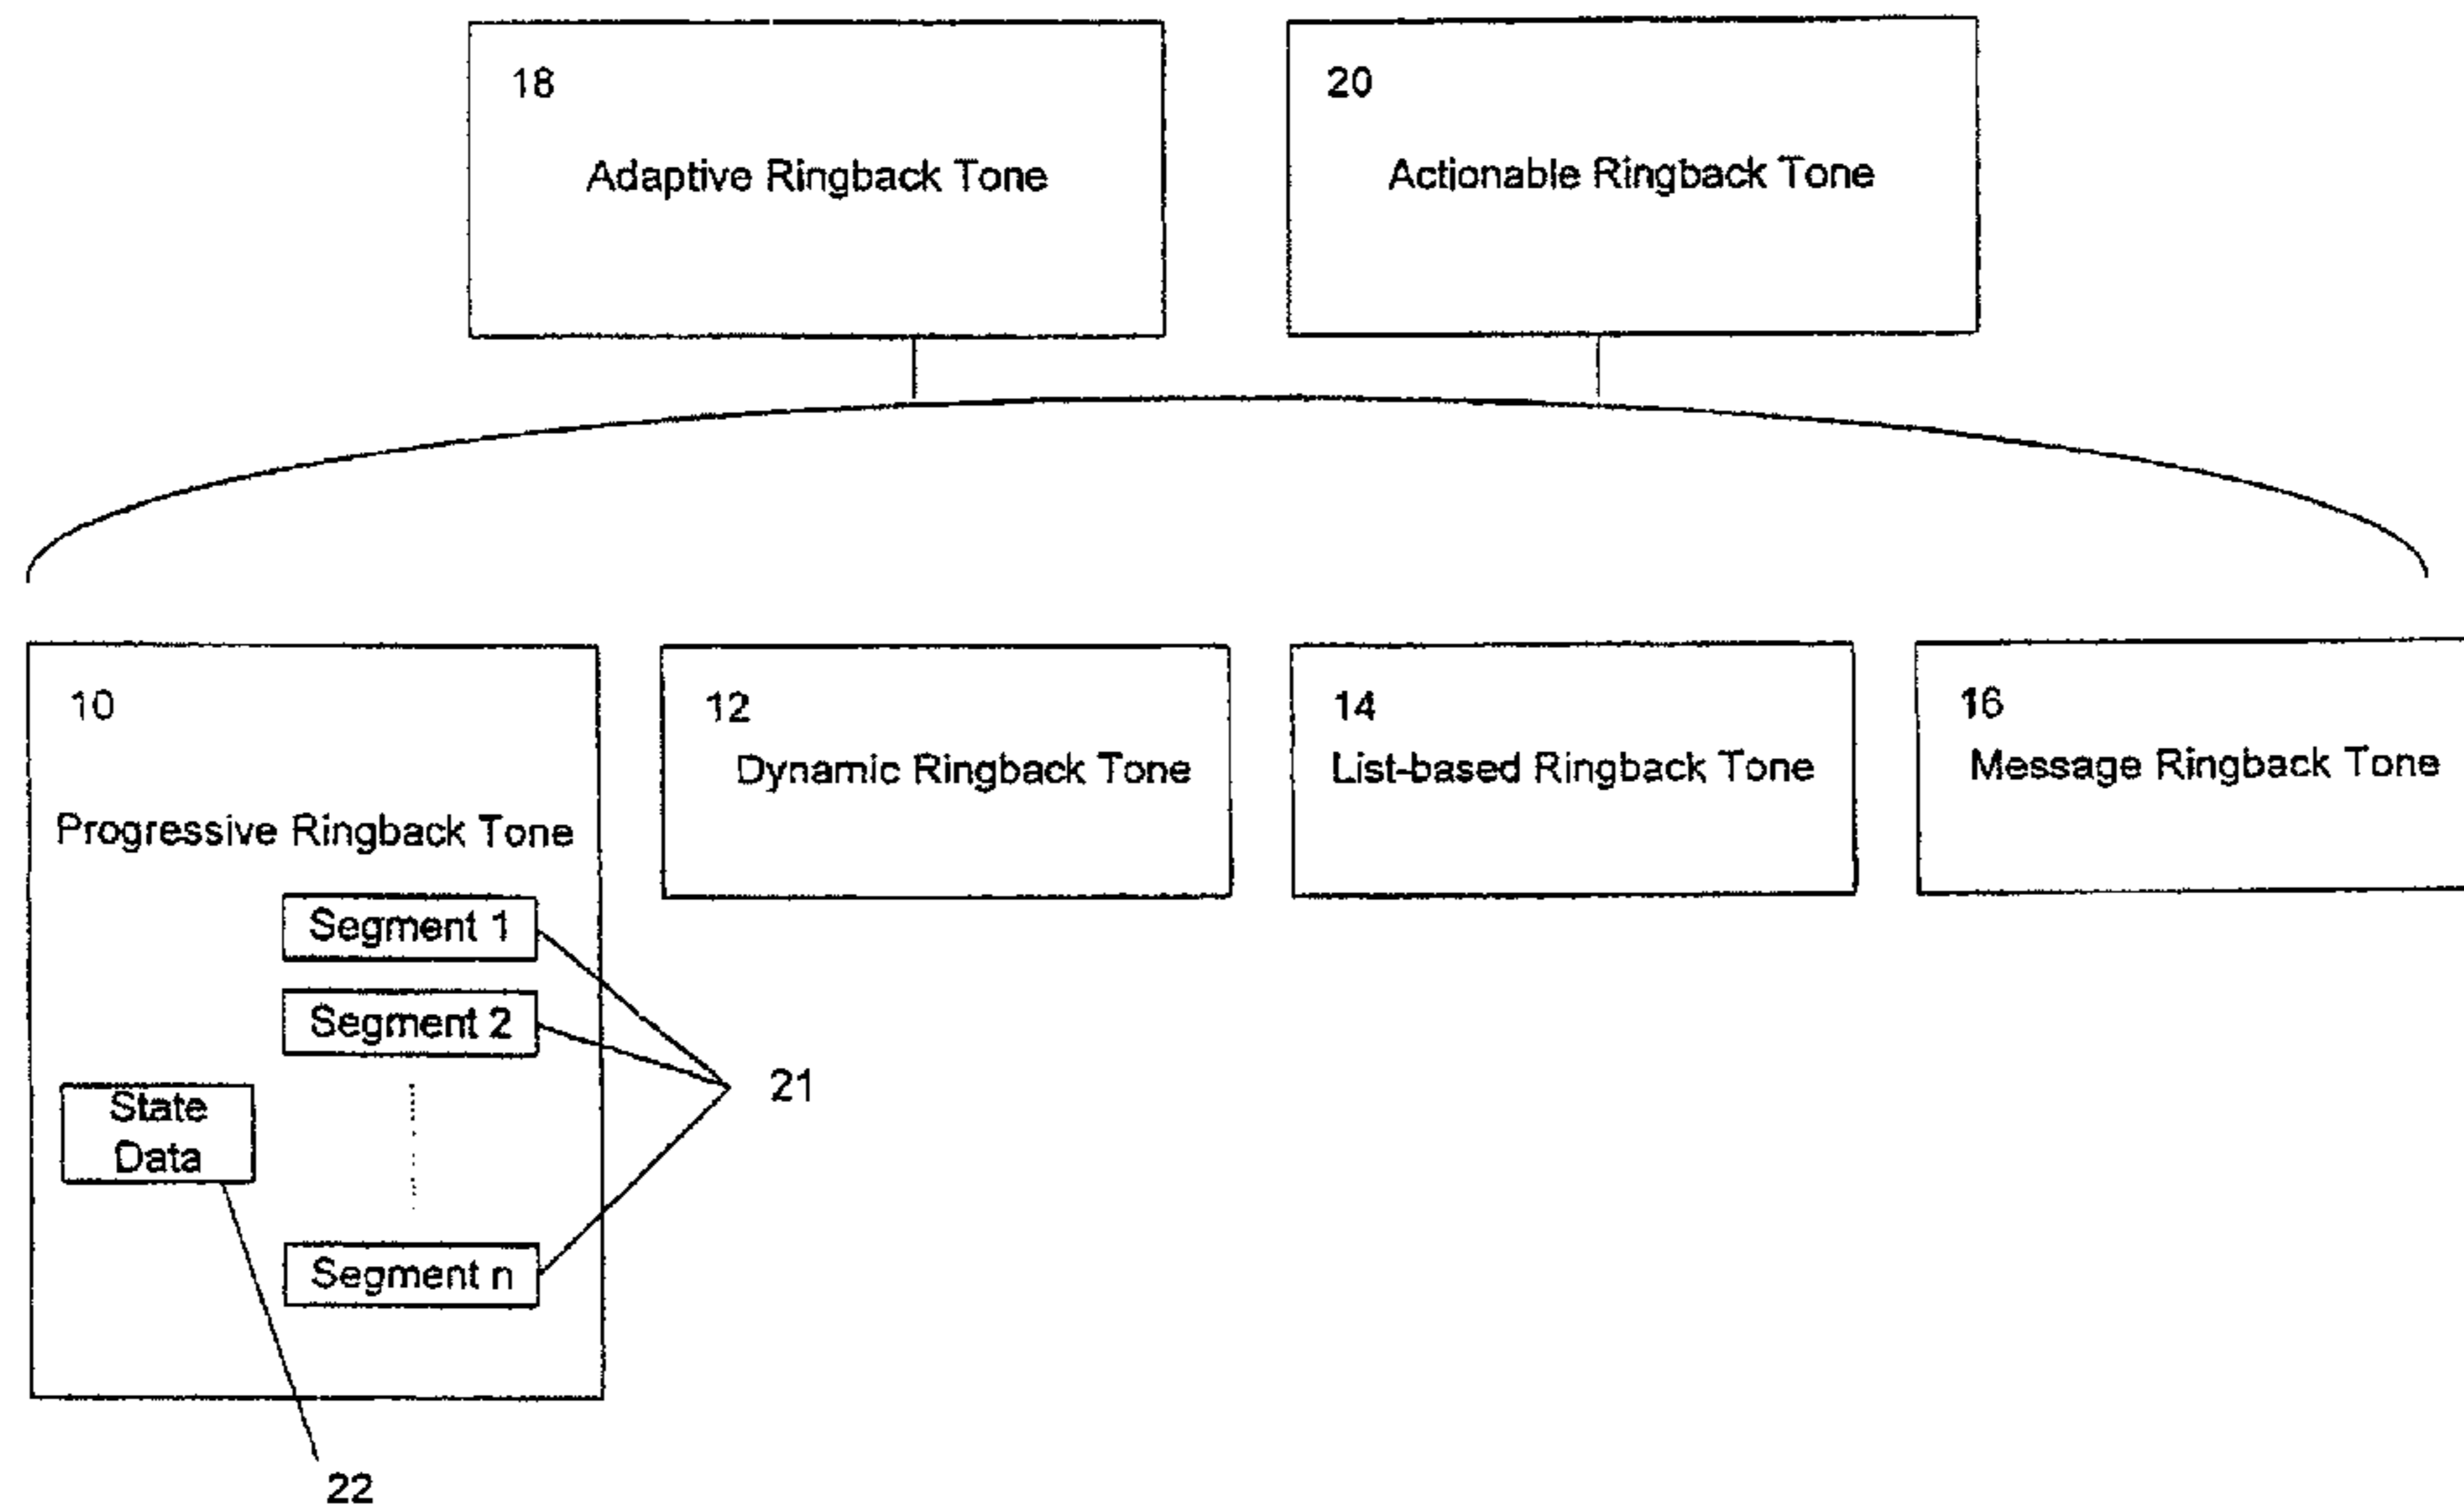 18
Adaptive Ringback Tone
20
Actionable Ringback Tone
10
Progressive Ringback Tone
Segment 1
Segment 2
State
Data
Segment n
21
22
12
Dynamic Ringback Tone
14
List-based Ringback Tone
16
Message Ringback Tone